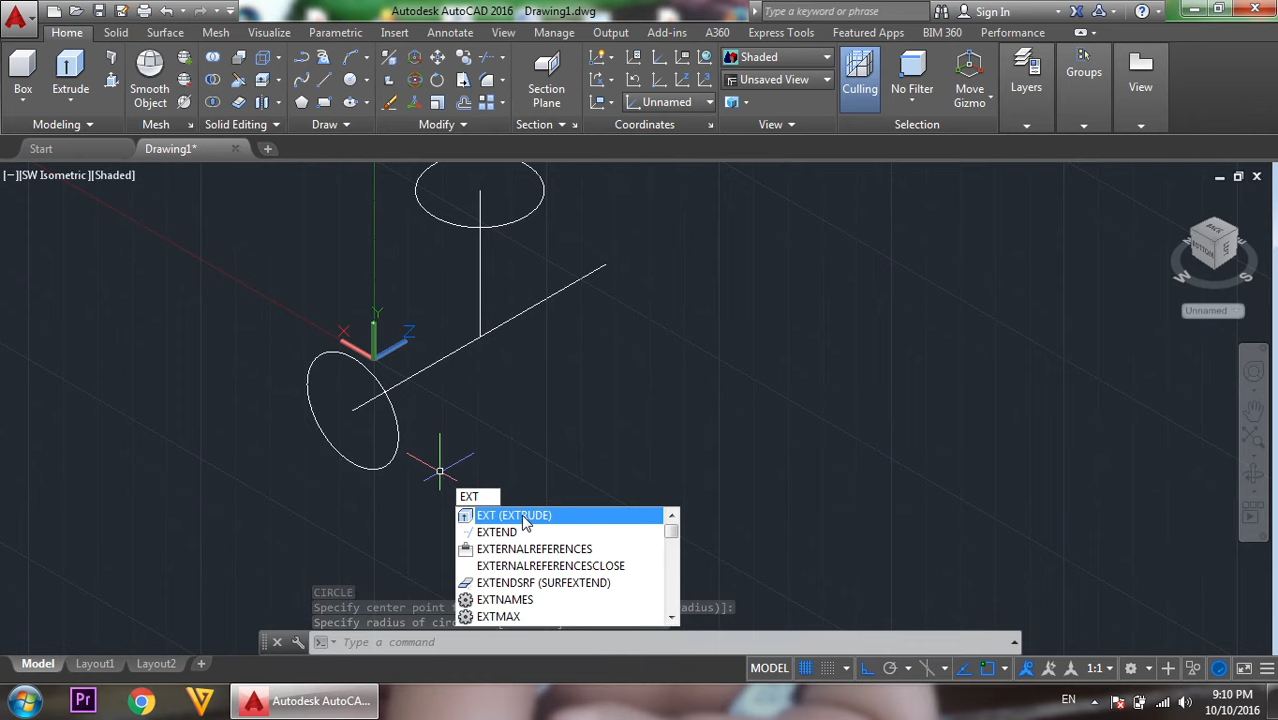 Autodesk AutoCAD 2016 Drawing1.dwg
Type a keyword or phrase
Sign In
Home Solid Surface Mesh Visualize Parametric Insert Annotate View Manage Output Add-ins A360 Express Tools Featured Apps BIM 360 Performance
Box
Extrude
Smooth Object
Section Plane
Shaded
Unsaved View
Unnamed
Culling
No Filter
Move Gizmo
Layers
Groups
View
Modeling Mesh Solid Editing Draw Modify Section Coordinates View Selection
Start Drawing1*
[−][SW Isometric][Shaded]
BACK
BOTTOM
W
S
E
Unnamed
Y
X
Z
EXT
EXT (EXTRUDE)
EXTEND
EXTERNALREFERENCES
EXTERNALREFERENCESCLOSE
EXTENDSRF (SURFEXTEND)
EXTNAMES
EXTMAX
CIRCLE
Specify center point
radius)]:
Specify radius of circ
Type a command
Model Layout1 Layout2
MODEL
1:1
Pr
Autodesk AutoCA...
EN
9:10 PM
10/10/2016